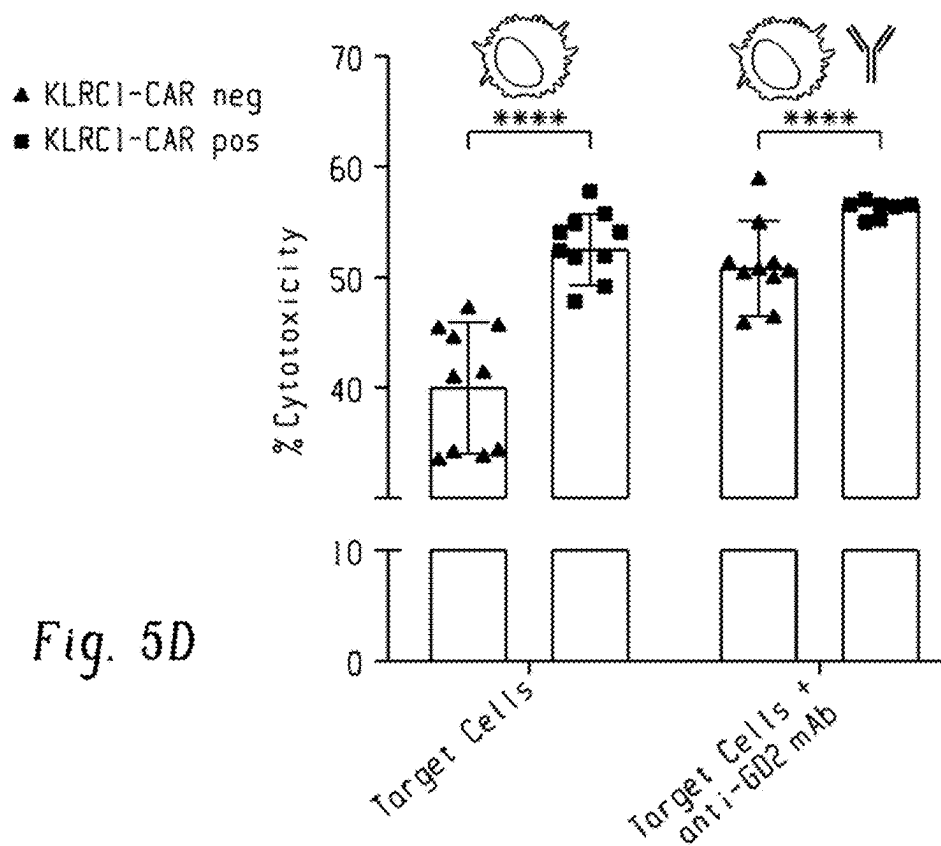 ▲ KLRC1-CAR neg
■ KLRC1-CAR pos
% Cytotoxicity
70
60
50
40
10
0
****
****
Target Cells
Target Cells +
anti-GD2 mAb
Fig. 5D